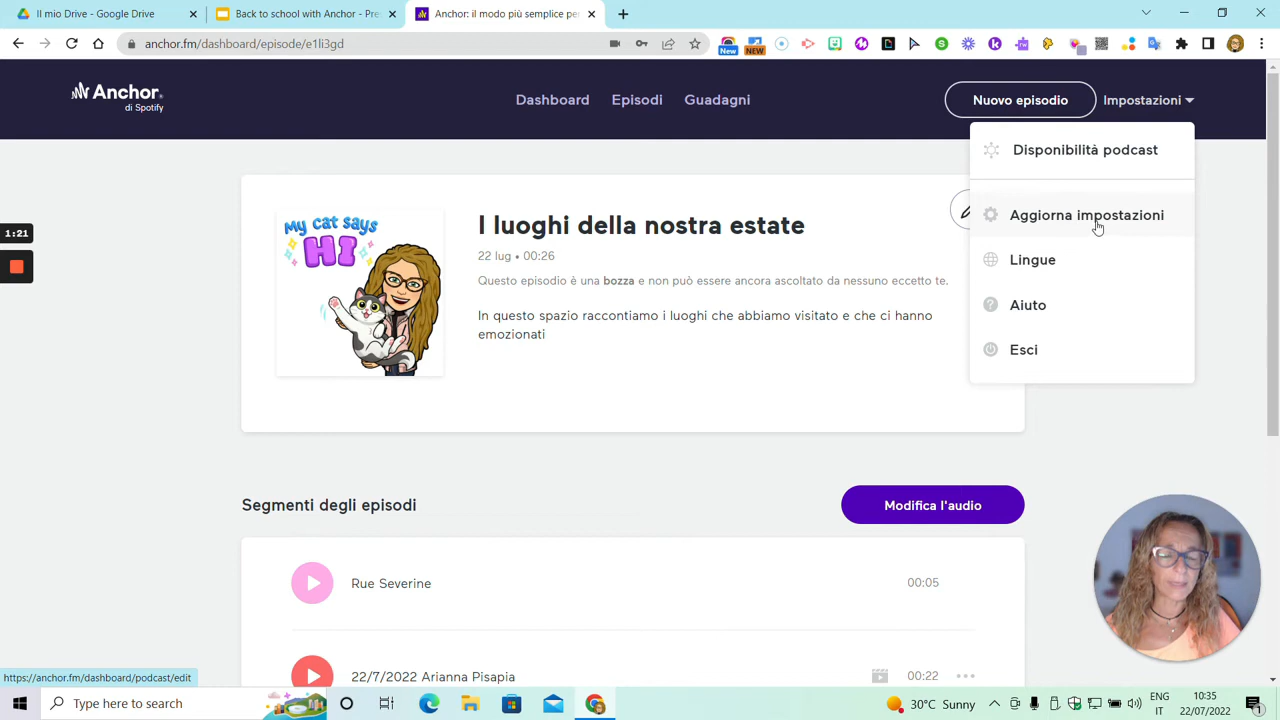 Il mio Drive - Google Drive
Back to school with Anchor - Pre
Anchor: il modo più semplice per
anchor.fm/dashboard/episode/e1li3gd
New
NEW
Anchor
di Spotify
Dashboard
Episodi
Guadagni
Nuovo episodio
Impostazioni
Disponibilità podcast
Aggiorna impostazioni
Lingue
Aiuto
Esci
1:21
My cat says
HI
I luoghi della nostra estate
22 lug • 00:26
Questo episodio è una bozza e non può essere ancora ascoltato da nessuno eccetto te.
In questo spazio raccontiamo i luoghi che abbiamo visitato e che ci hanno
emozionati
Segmenti degli episodi
Modifica l'audio
Rue Severine
00:05
22/7/2022 Arianna Pisapia
00:22
https://anchor.fm/dashboard/podcast/edit
Type here to search
30°C Sunny
ENG
IT
10:35
22/07/2022
1